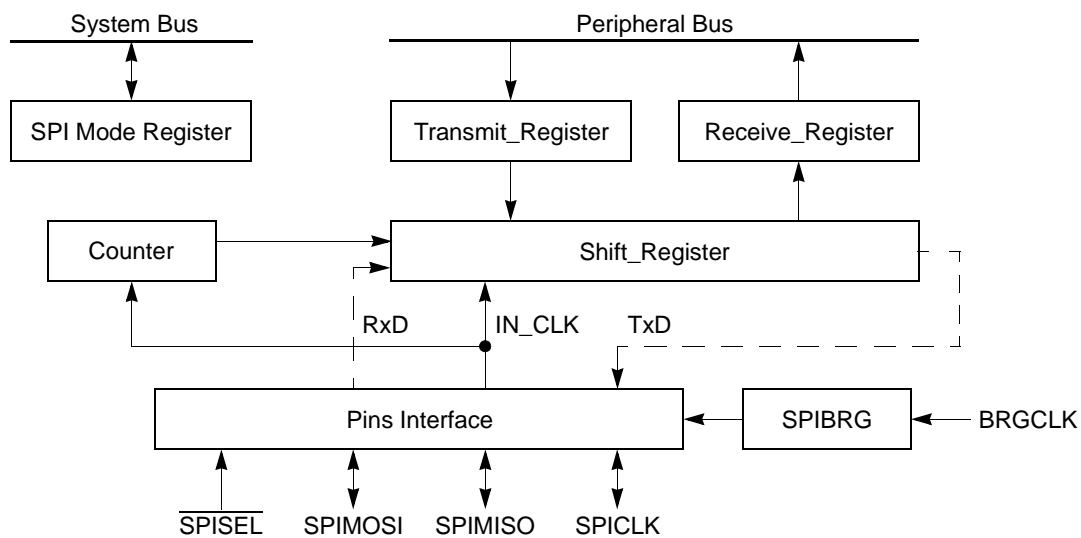 System Bus
Peripheral Bus
SPI Mode Register
Transmit_Register
Receive_Register
Counter
Shift_Register
RxD
IN_CLK
TxD
Pins Interface
SPIBRG
BRGCLK
SPISEL
SPIMOSI
SPIMISO
SPICLK